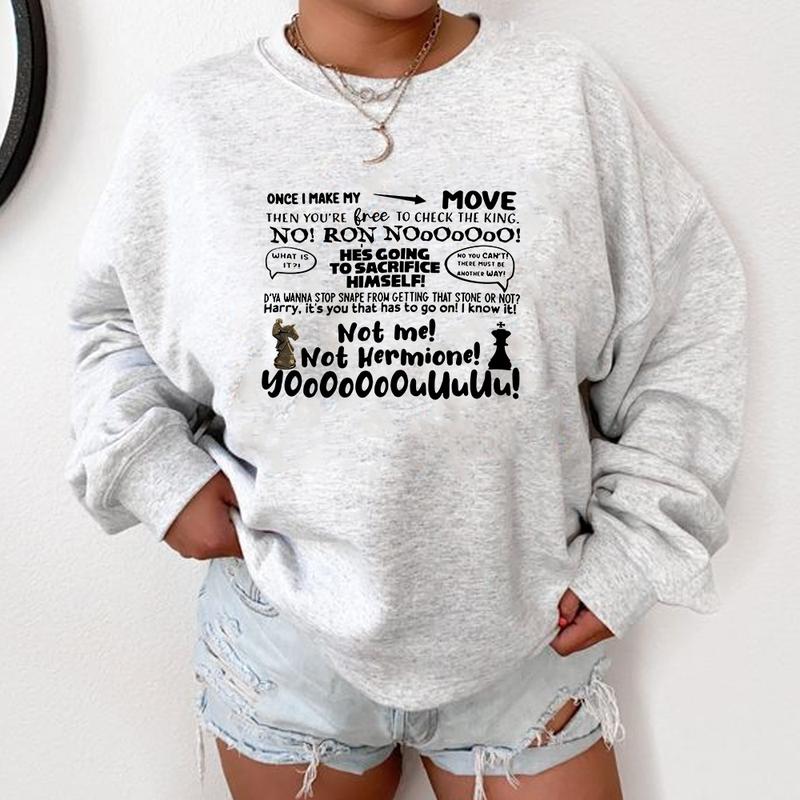 ONCE I MAKE MY MOVE
THEN YOU'RE free TO CHECK THE KING.
NO! RON NOoOoOoO!
WHAT IS
IT?!
HE'S GOING
TO SACRIFICE
HIMSELF!
NO YOU CAN'T!
THERE MUST BE
ANOTHER WAY!
D'YA WANNA STOP SNAPE FROM GETTING THAT STONE OR NOT?
Harry, it's you that has to go on! I know it!
Not me!
Not Hermione!
YOoOoOoOuUuUu!